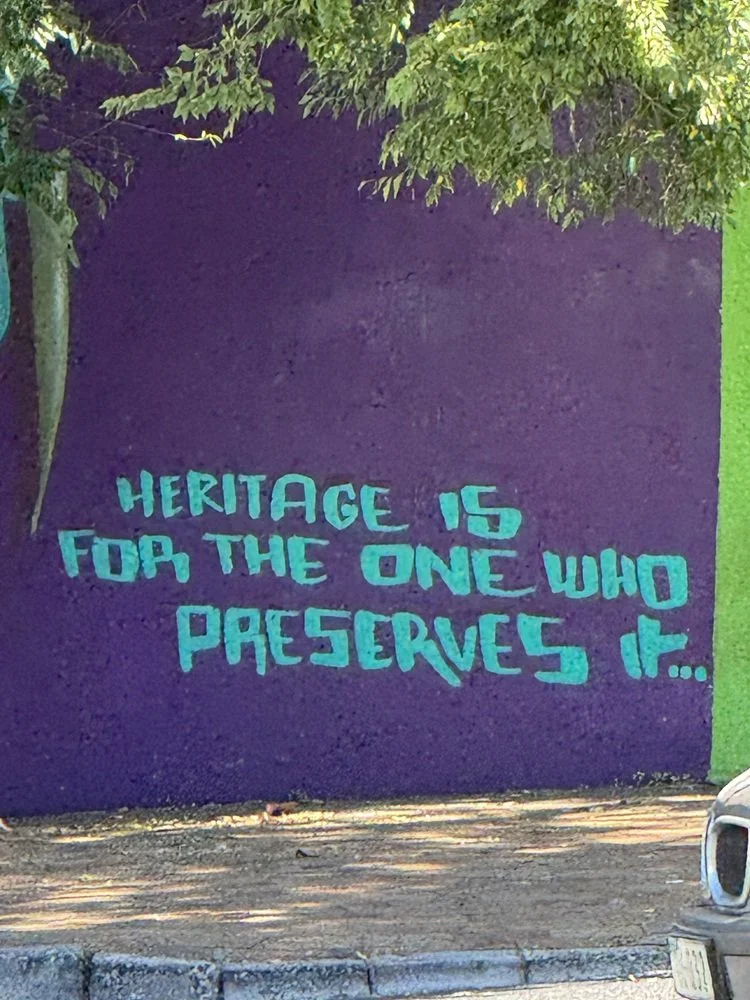 HERITAGE IS
FOR THE ONE WHO
PRESERVES It...